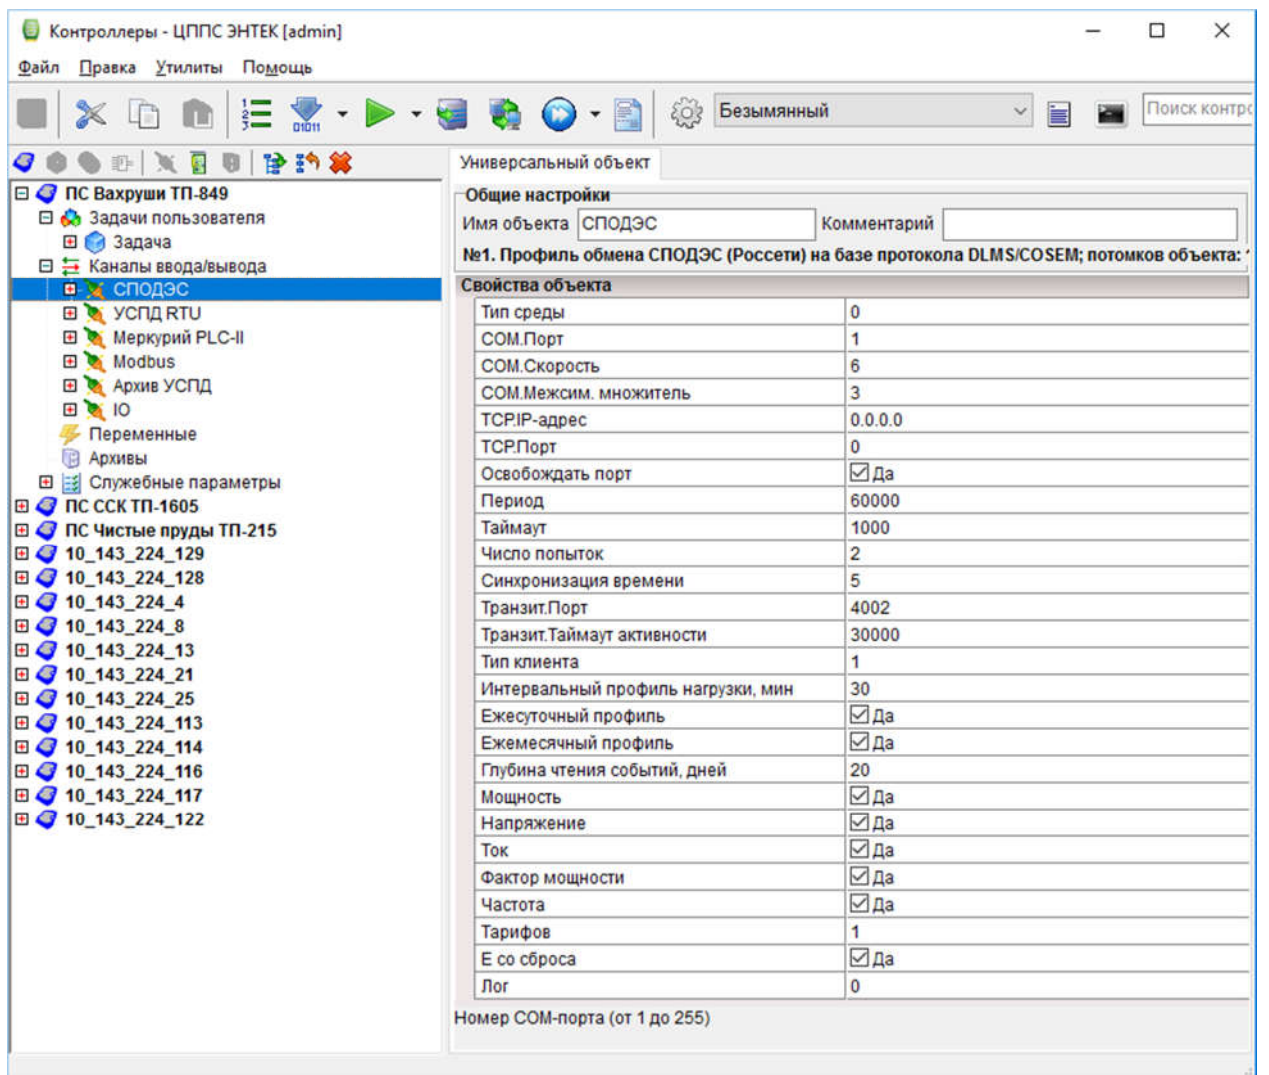 Контроллеры - ЦППС ЭНТЕК [admin]
Файл Правка Утилиты Помощь
Безымянный
Поиск контро
Универсальный объект
ПС Вахруши ТП-849
Задачи пользователя
Задача
Каналы ввода/вывода
СПОДЭС
УСПД RTU
Меркурий PLC-II
Modbus
Архив УСПД
IO
Переменные
Архивы
Служебные параметры
ПС ССК ТП-1605
ПС Чистые пруды ТП-215
10_143_224_129
10_143_224_128
10_143_224_4
10_143_224_8
10_143_224_13
10_143_224_21
10_143_224_25
10_143_224_113
10_143_224_114
10_143_224_116
10_143_224_117
10_143_224_122
Общие настройки
Имя объекта СПОДЭС Комментарий
№1. Профиль обмена СПОДЭС (Россети) на базе протокола DLMS/COSEM; потомков объекта:
Свойства объекта
Тип среды 0
COM.Порт 1
COM.Скорость 6
COM.Межсим. множитель 3
TCP.IP-адрес 0.0.0.0
TCP.Порт 0
Освобождать порт Да
Период 60000
Таймаут 1000
Число попыток 2
Синхронизация времени 5
Транзит.Порт 4002
Транзит.Таймаут активности 30000
Тип клиента 1
Интервальный профиль нагрузки, мин 30
Ежесуточный профиль Да
Ежемесячный профиль Да
Глубина чтения событий, дней 20
Мощность Да
Напряжение Да
Ток Да
Фактор мощности Да
Частота Да
Тарифов 1
E со сброса Да
Лог 0
Номер COM-порта (от 1 до 255)